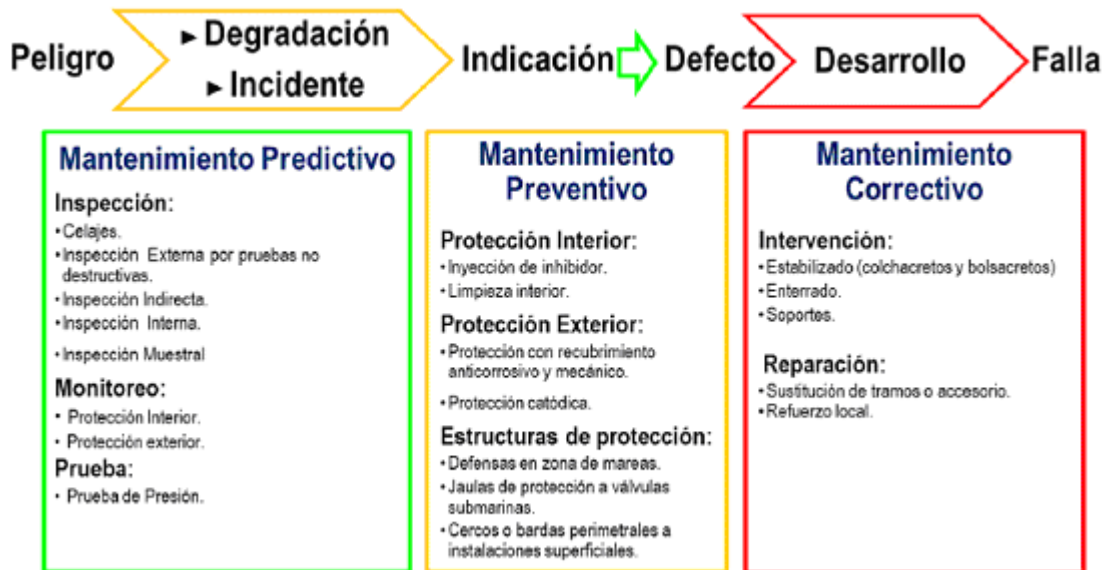 Peligro
► Degradación
► Incidente
Indicación
Defecto
Desarrollo
Falla
Mantenimiento Predictivo
Inspección:
• Celajes.
• Inspección Externa por pruebas no
destructivas.
• Inspección Indirecta.
• Inspección Interna.
• Inspección Muestral
Monitoreo:
• Protección Interior.
• Protección exterior.
Prueba:
• Prueba de Presión.
Mantenimiento
Preventivo
Protección Interior:
• Inyección de inhibidor.
• Limpieza interior.
Protección Exterior:
• Protección con recubrimiento
anticorrosivo y mecánico.
• Protección catódica.
Estructuras de protección:
• Defensas en zona de mareas.
• Jaulas de protección a válvulas
submarinas.
• Cercos o bardas perimetrales a
instalaciones superficiales.
Mantenimiento
Correctivo
Intervención:
• Estabilizado (colchacretos y bolsacretos)
• Enterrado.
• Soportes.
Reparación:
• Sustitución de tramos o accesorio.
• Refuerzo local.